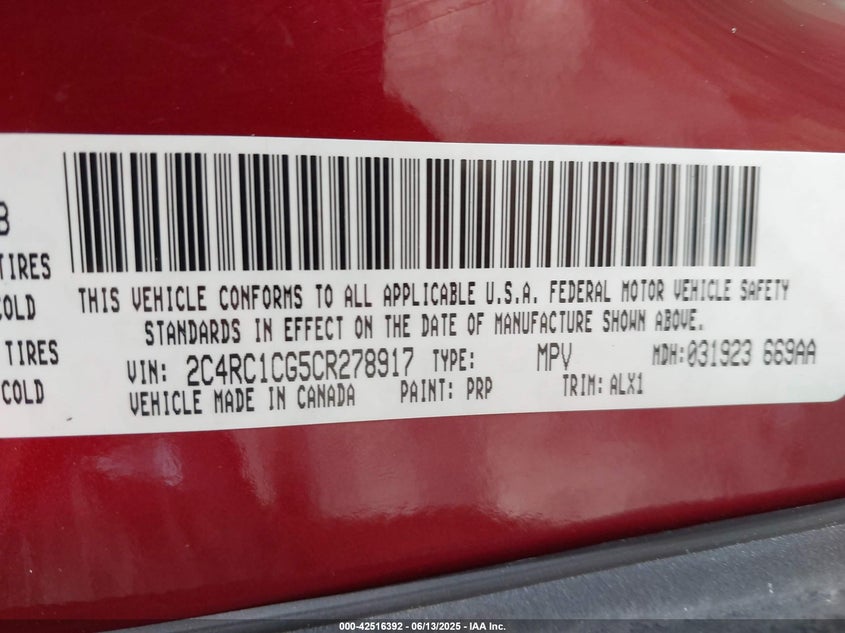 B
TIRES
COLD
TIRES
COLD
THIS VEHICLE CONFORMS TO ALL APPLICABLE U.S.A. FEDERAL MOTOR VEHICLE SAFETY
STANDARDS IN EFFECT ON THE DATE OF MANUFACTURE SHOWN ABOVE.
VIN: 2C4RC1CG5CR278917 TYPE: MPV MDH:031923 669AA
VEHICLE MADE IN CANADA PAINT: PRP TRIM: ALX1
000-42516392 - 06/13/2025 - IAA Inc.